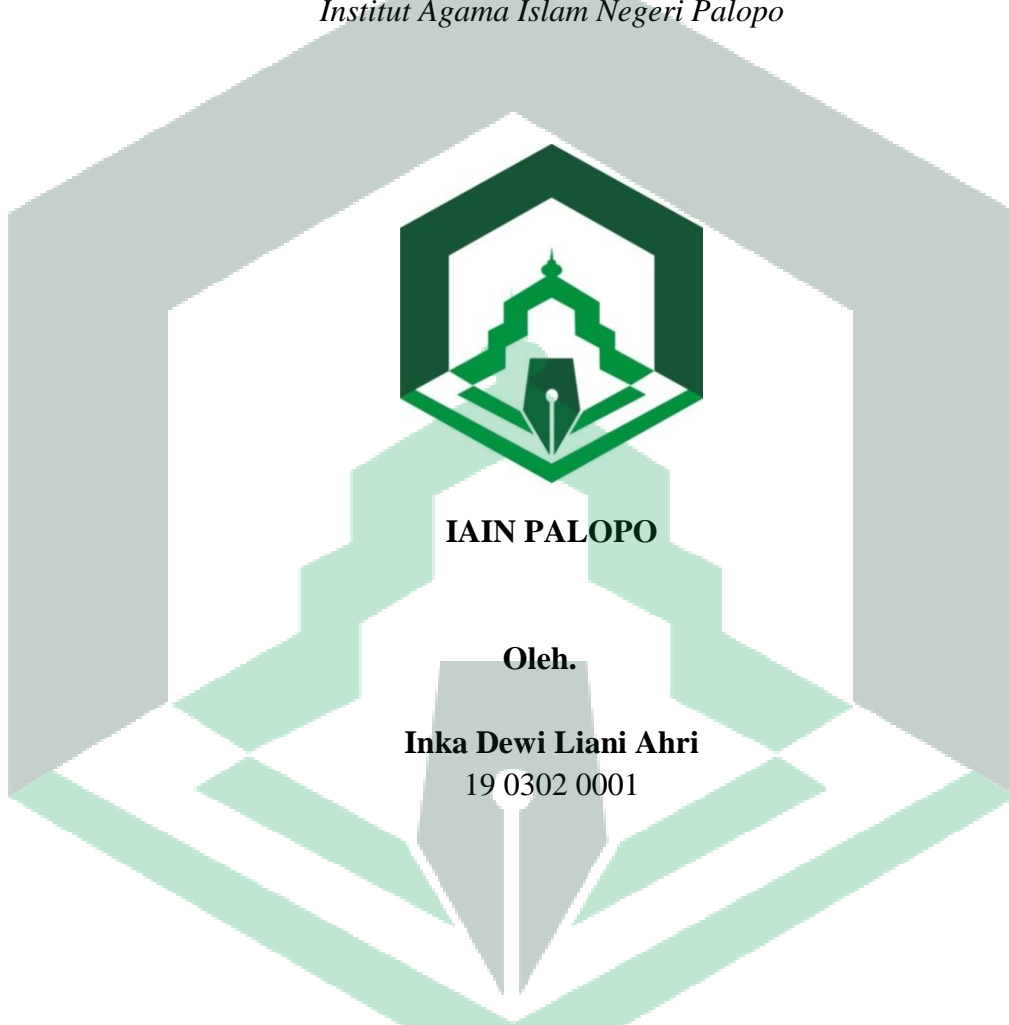 Institut Agama Islam Negeri Palopo
IAIN PALOPO
Oleh.
Inka Dewi Liani Ahri
19 0302 0001